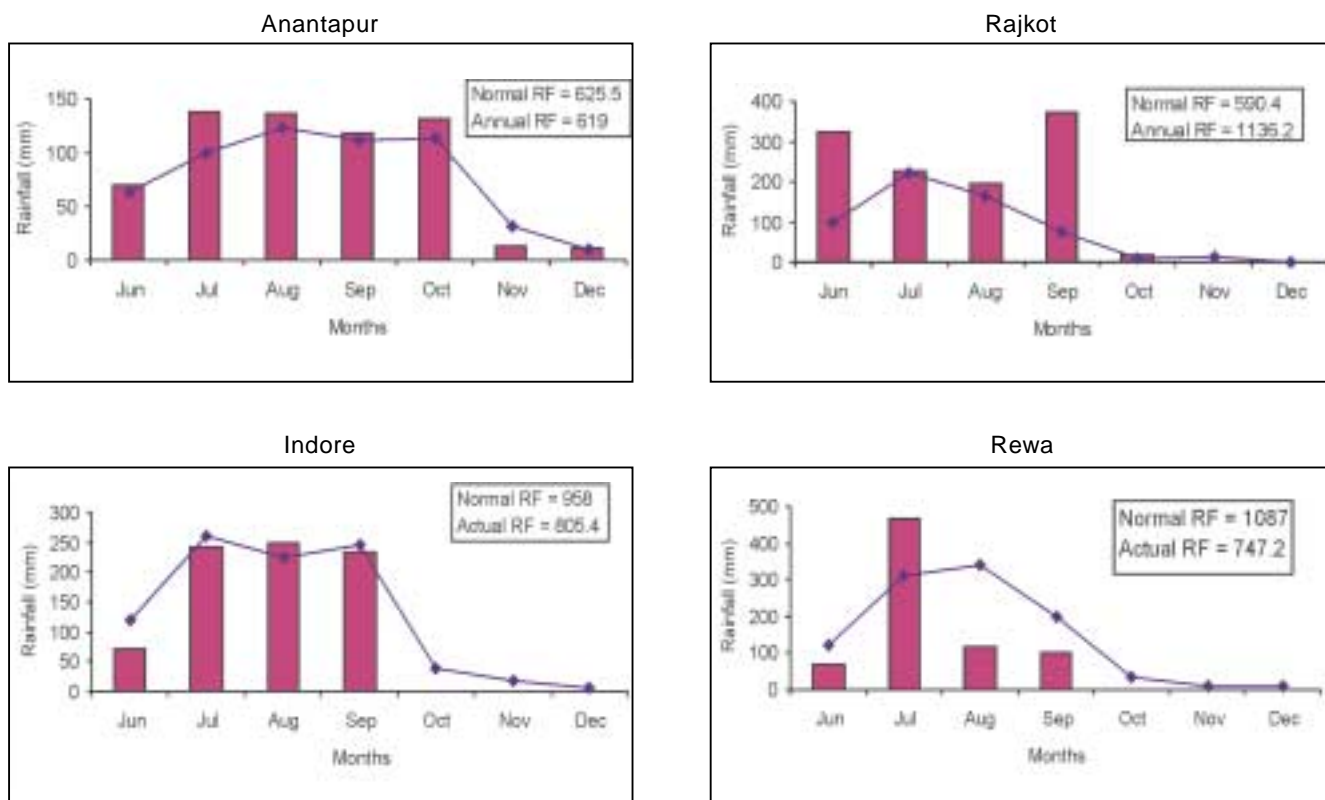 Anantapur
Normal RF = 625.5
Annual RF = 619
Rainfall (mm)
150
100
50
0
Jun Jul Aug Sep Oct Nov Dec
Months
Rajkot
Normal RF = 590.4
Annual RF = 1136.2
Rainfall (mm)
400
300
200
100
0
Jun Jul Aug Sep Oct Nov Dec
Months
Indore
Normal RF = 958
Actual RF = 805.4
Rainfall (mm)
300
250
200
150
100
50
0
Jun Jul Aug Sep Oct Nov Dec
Months
Rewa
Normal RF = 1087
Actual RF = 747.2
Rainfall (mm)
500
400
300
200
100
0
Jun Jul Aug Sep Oct Nov Dec
Months